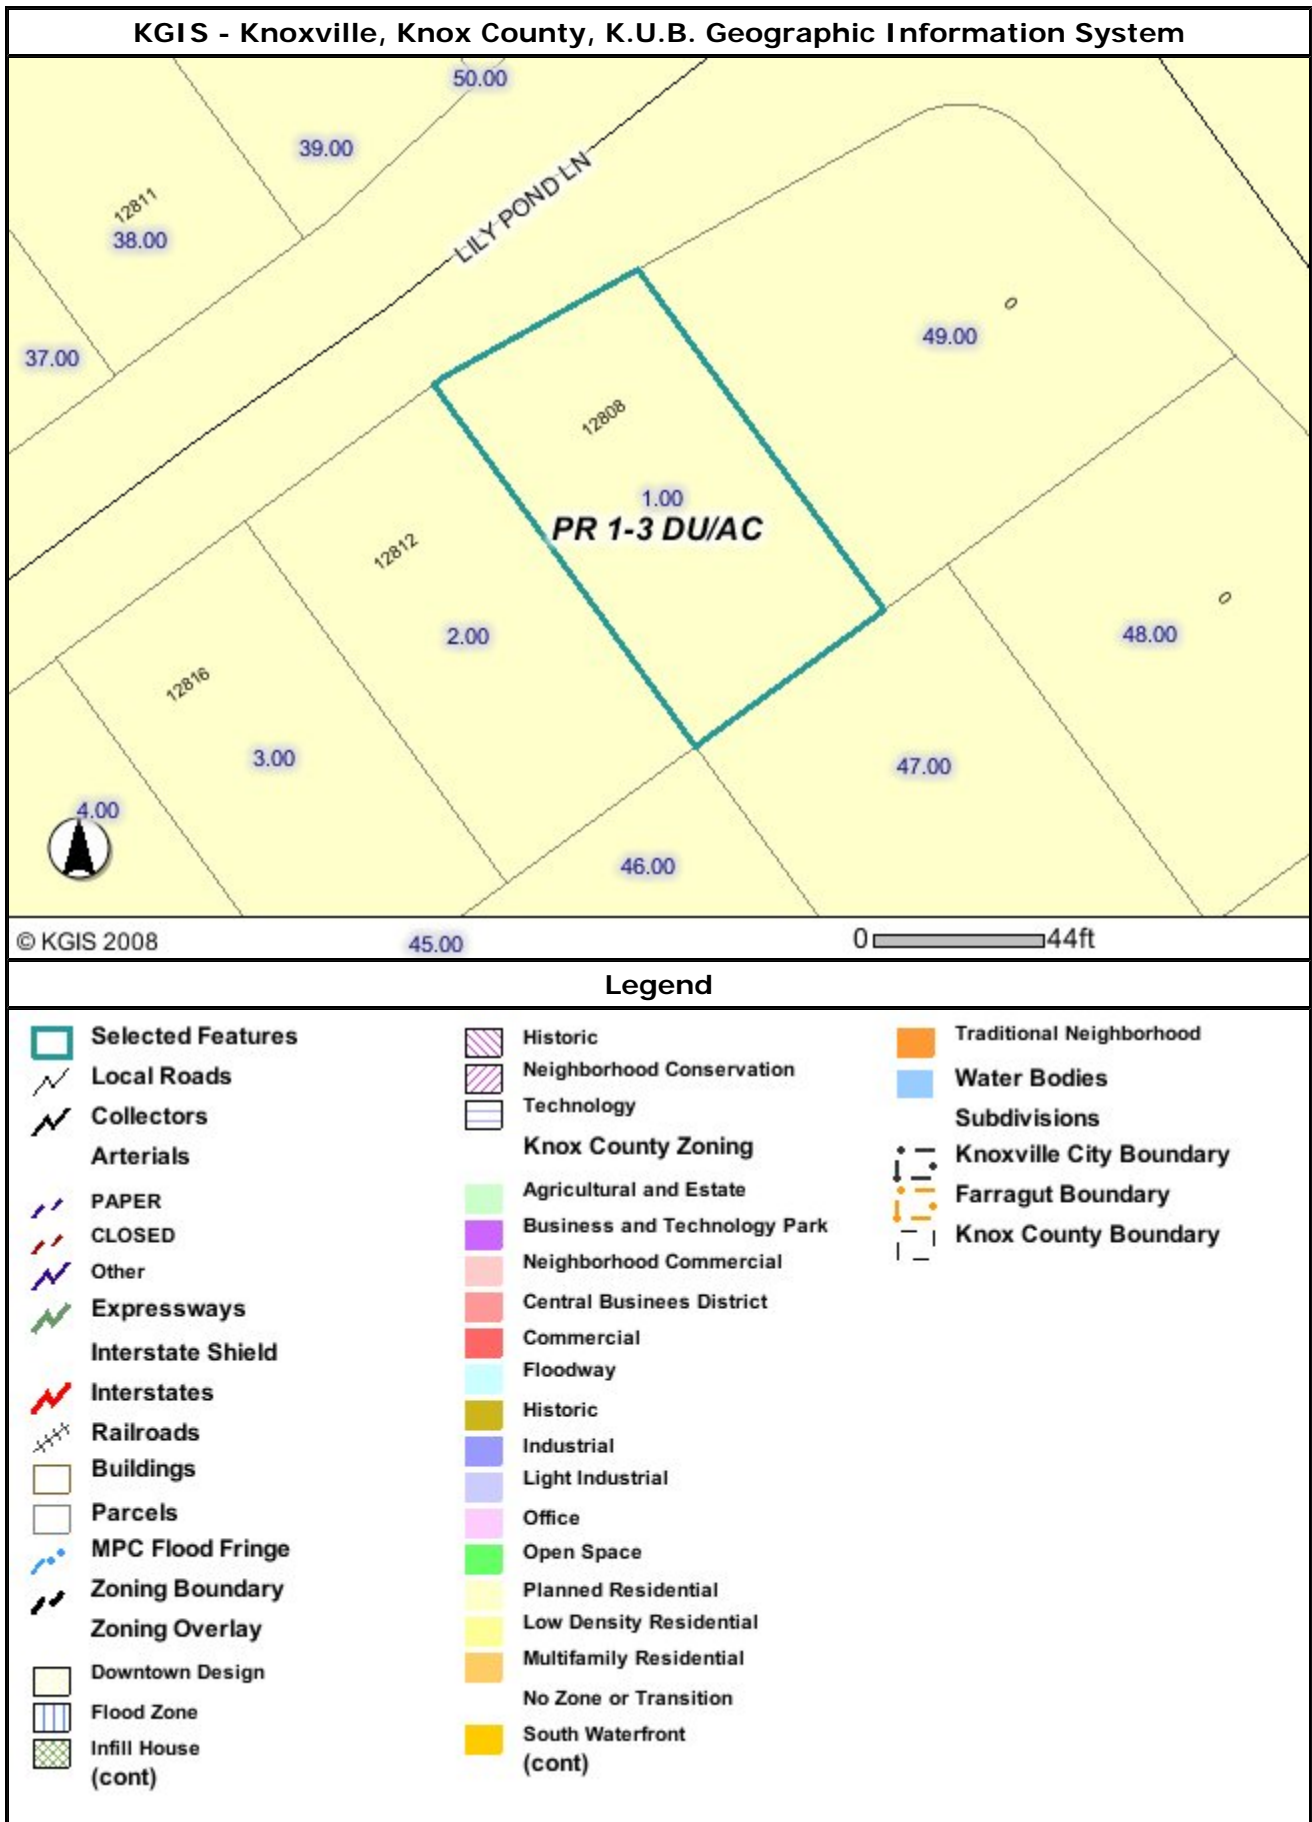 KGIS - Knoxville, Knox County, K.U.B. Geographic Information System
50.00
39.00
12811
38.00
LILY POND LN
37.00
0
49.00
12808
1.00
PR 1-3 DU/AC
12812
2.00
0
48.00
12816
3.00
47.00
4.00
46.00
© KGIS 2008
45.00
0 44ft
Legend
Selected Features
Local Roads
Collectors
Arterials
PAPER
CLOSED
Other
Expressways
Interstate Shield
Interstates
Railroads
Buildings
Parcels
MPC Flood Fringe
Zoning Boundary
Zoning Overlay
Downtown Design
Flood Zone
Infill House
(cont)
Historic
Neighborhood Conservation
Technology
Knox County Zoning
Agricultural and Estate
Business and Technology Park
Neighborhood Commercial
Central Businees District
Commercial
Floodway
Historic
Industrial
Light Industrial
Office
Open Space
Planned Residential
Low Density Residential
Multifamily Residential
No Zone or Transition
South Waterfront
(cont)
Traditional Neighborhood
Water Bodies
Subdivisions
Knoxville City Boundary
Farragut Boundary
Knox County Boundary